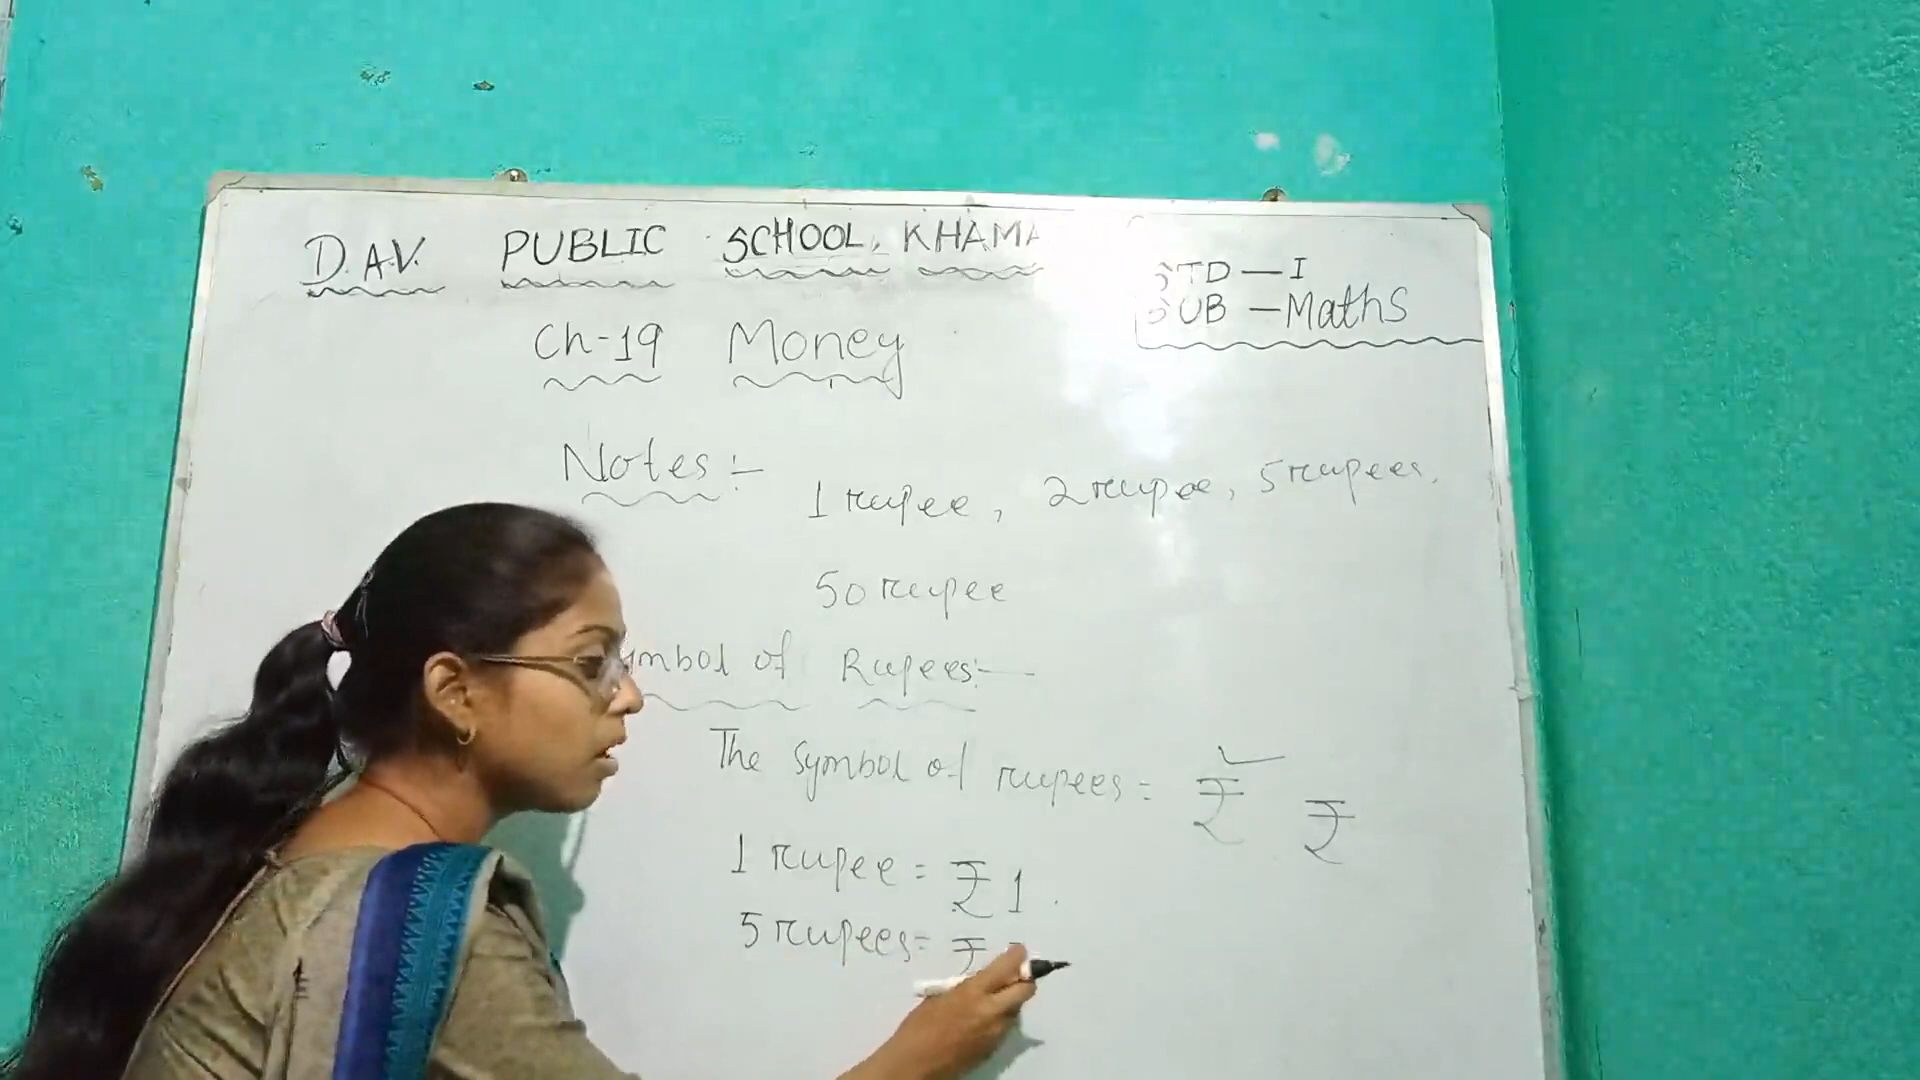 D.A.V. PUBLIC SCHOOL, KHAMA
STD — I
SUB — Maths
Ch-19 Money
Notes :-
1 rupee, 2 rupee, 5 rupees,
50 rupee
ymbol of Rupees:-
The symbol of rupees = ₹ ₹
1 rupee = ₹ 1
5 rupees = ₹